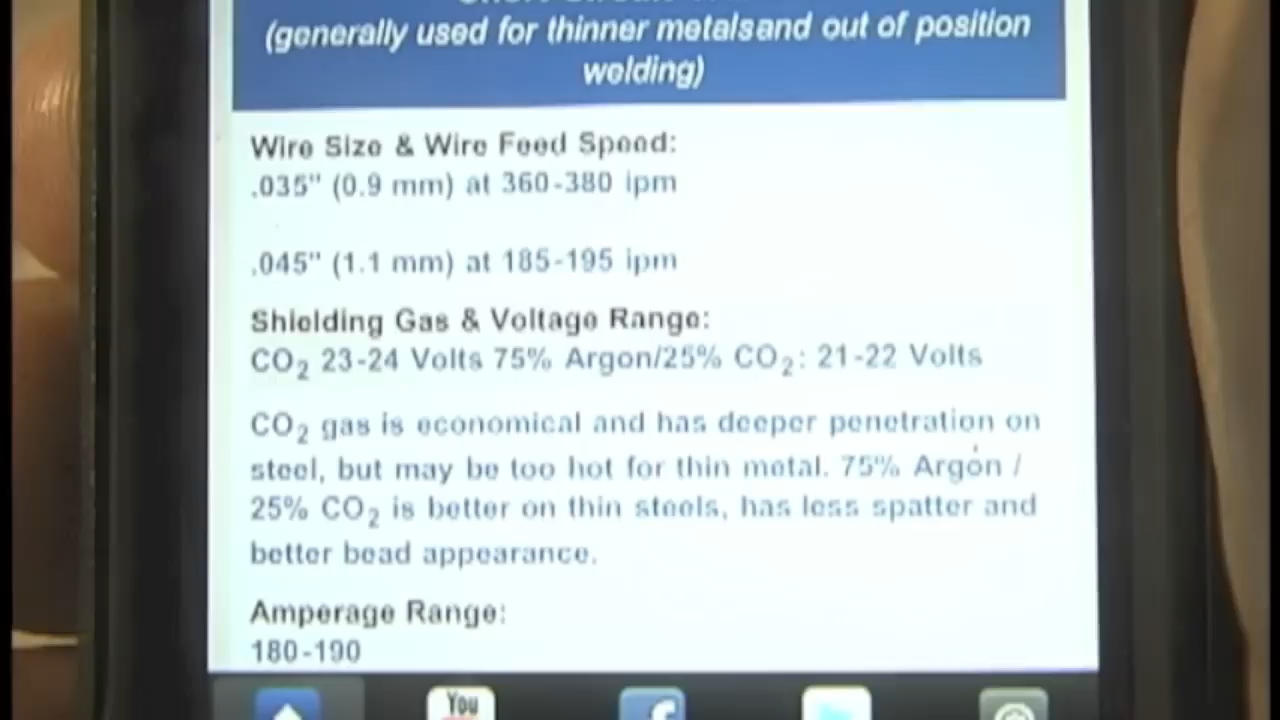 (generally used for thinner metalsand out of position
welding)
Wire Size & Wire Feed Speed:
.035" (0.9 mm) at 360-380 ipm
.045" (1.1 mm) at 185-195 ipm
Shielding Gas & Voltage Range:
CO₂ 23-24 Volts 75% Argon/25% CO₂: 21-22 Volts
CO₂ gas is economical and has deeper penetration on
steel, but may be too hot for thin metal. 75% Argon /
25% CO₂ is better on thin steels, has less spatter and
better bead appearance.
Amperage Range:
180-190
You